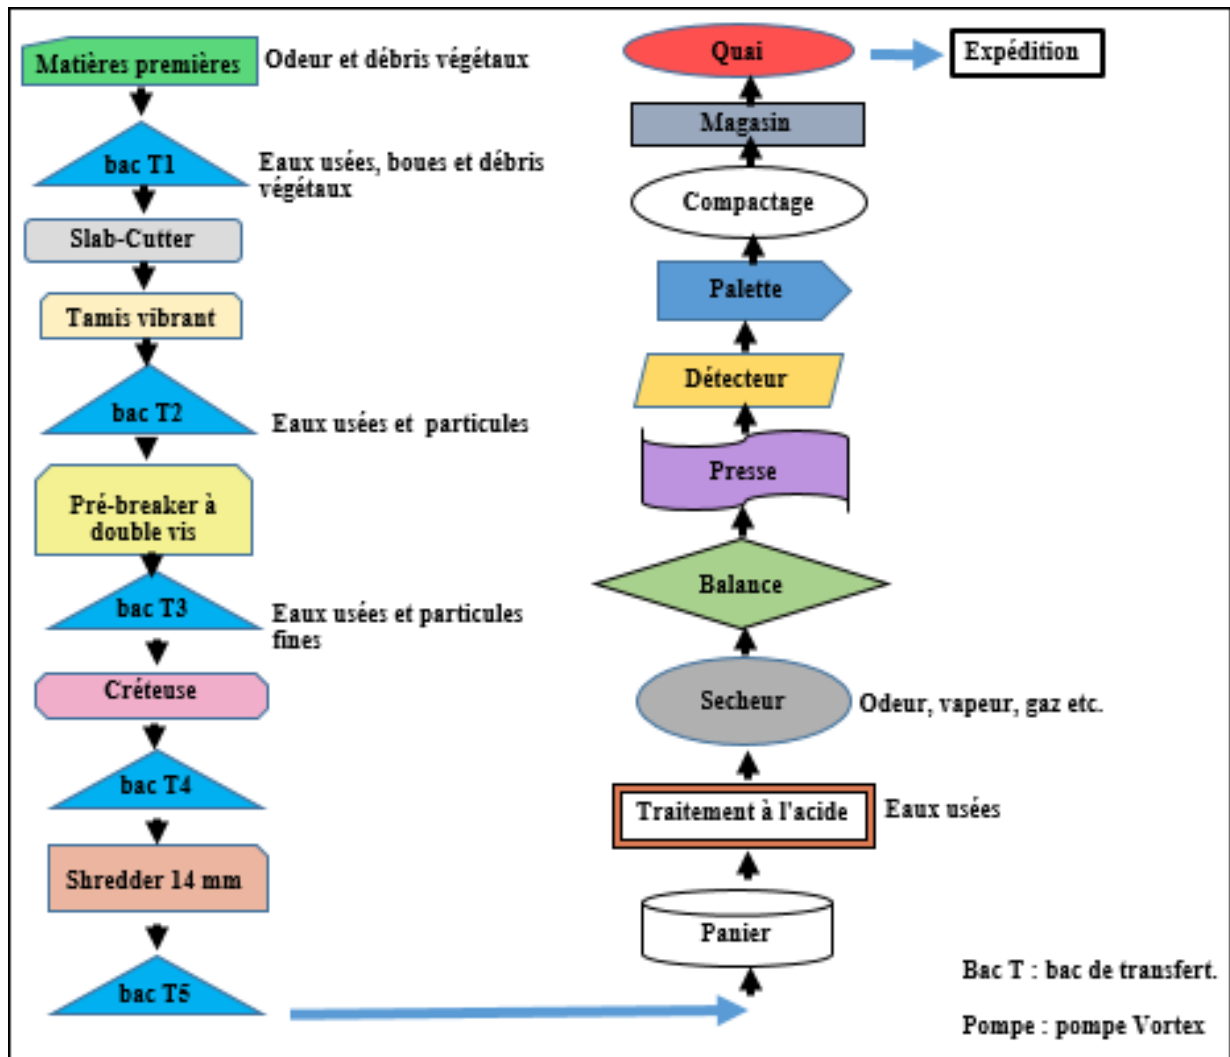 Matières premières
Odeur et débris végétaux
bac T1
Eaux usées, boues et débris
végétaux
Slab-Cutter
Tamis vibrant
bac T2
Eaux usées et particules
Pré-breaker à
double vis
bac T3
Eaux usées et particules
fines
Créteuse
bac T4
Shredder 14 mm
bac T5
Quai
Expédition
Magasin
Compactage
Palette
Détecteur
Presse
Balance
Secheur
Odeur, vapeur, gaz etc.
Traitement à l'acide
Eaux usées
Panier
Bac T : bac de transfert.
Pompe : pompe Vortex